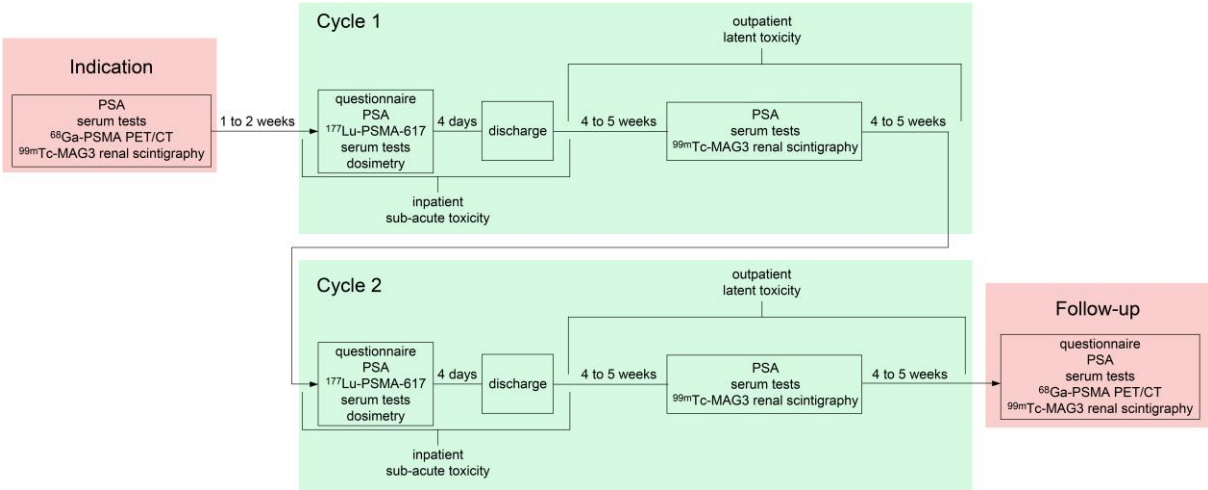 Indication
PSA
serum tests
⁶⁸Ga-PSMA PET/CT
⁹⁹ᵐTc-MAG3 renal scintigraphy
1 to 2 weeks
Cycle 1
questionnaire
PSA
¹⁷⁷Lu-PSMA-617
serum tests
dosimetry
4 days
discharge
inpatient
sub-acute toxicity
outpatient
latent toxicity
4 to 5 weeks
PSA
serum tests
⁹⁹ᵐTc-MAG3 renal scintigraphy
4 to 5 weeks
Cycle 2
questionnaire
PSA
¹⁷⁷Lu-PSMA-617
serum tests
dosimetry
4 days
discharge
inpatient
sub-acute toxicity
outpatient
latent toxicity
4 to 5 weeks
PSA
serum tests
⁹⁹ᵐTc-MAG3 renal scintigraphy
4 to 5 weeks
Follow-up
questionnaire
PSA
serum tests
⁶⁸Ga-PSMA PET/CT
⁹⁹ᵐTc-MAG3 renal scintigraphy